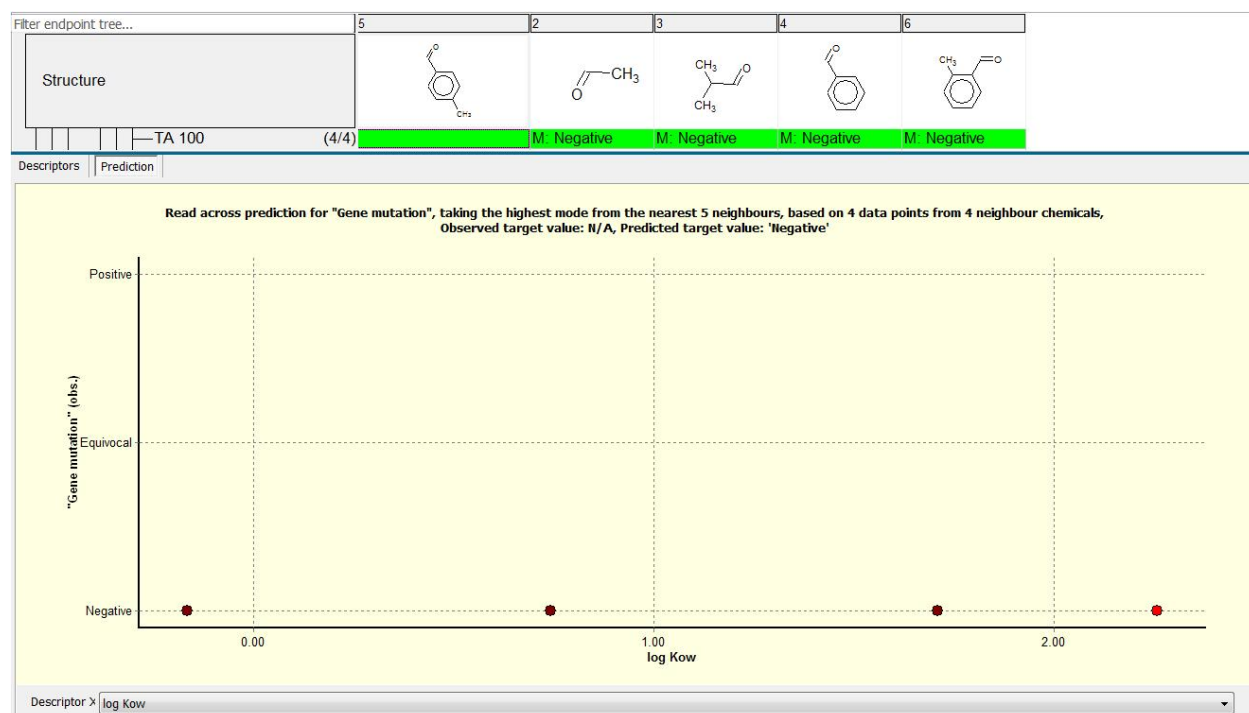 Filter endpoint tree...
5
2
3
4
6
Structure
O
CH₃
CH₃
O
CH₃
CH₃
O
O
CH₃
O
TA 100
(4/4)
M: Negative
M: Negative
M: Negative
M: Negative
Descriptors
Prediction
Read across prediction for "Gene mutation", taking the highest mode from the nearest 5 neighbours, based on 4 data points from 4 neighbour chemicals,
Observed target value: N/A, Predicted target value: 'Negative'
"Gene mutation" (obs.)
Positive
Equivocal
Negative
0.00
1.00
2.00
log Kow
Descriptor X
log Kow